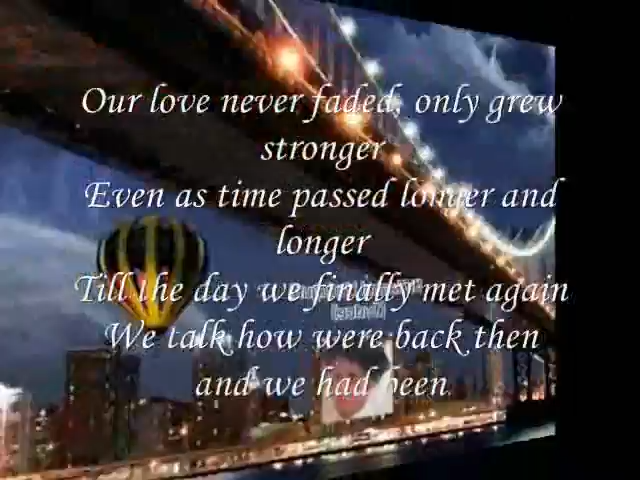 Our love never faded, only grew
stronger
Even as time passed longer and
longer
Till the day we finally met again
We talk how were back then
and we had been